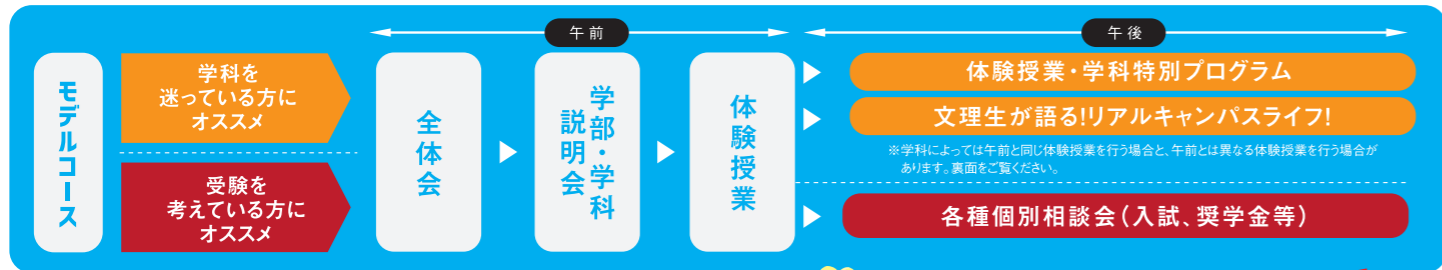 午前
午後
モデルコース
学科を
迷っている方に
オススメ
受験を
考えている方に
オススメ
全体会
学部・学科
説明会
体験授業
体験授業・学科特別プログラム
文理生が語る!リアルキャンパスライフ!
※学科によっては午前と同じ体験授業を行う場合と、午前とは異なる体験授業を行う場合が
あります。裏面をご覧ください。
各種個別相談会(入試、奨学金等)